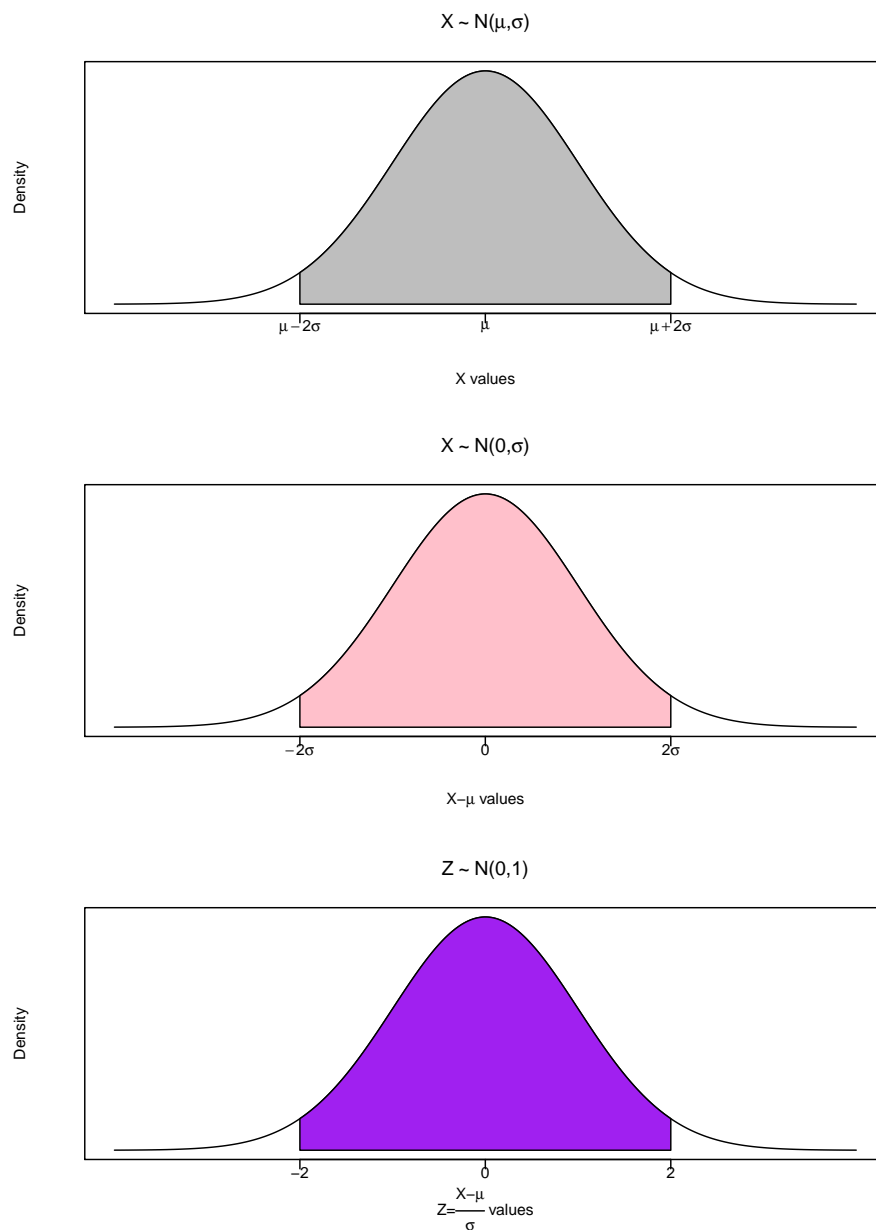 X ~ N(μ,σ)
Density
μ−2σ μ μ+2σ
X values
X ~ N(0,σ)
Density
−2σ 0 2σ
X−μ values
Z ~ N(0,1)
Density
−2 0 2
X−μ
Z= values
σ